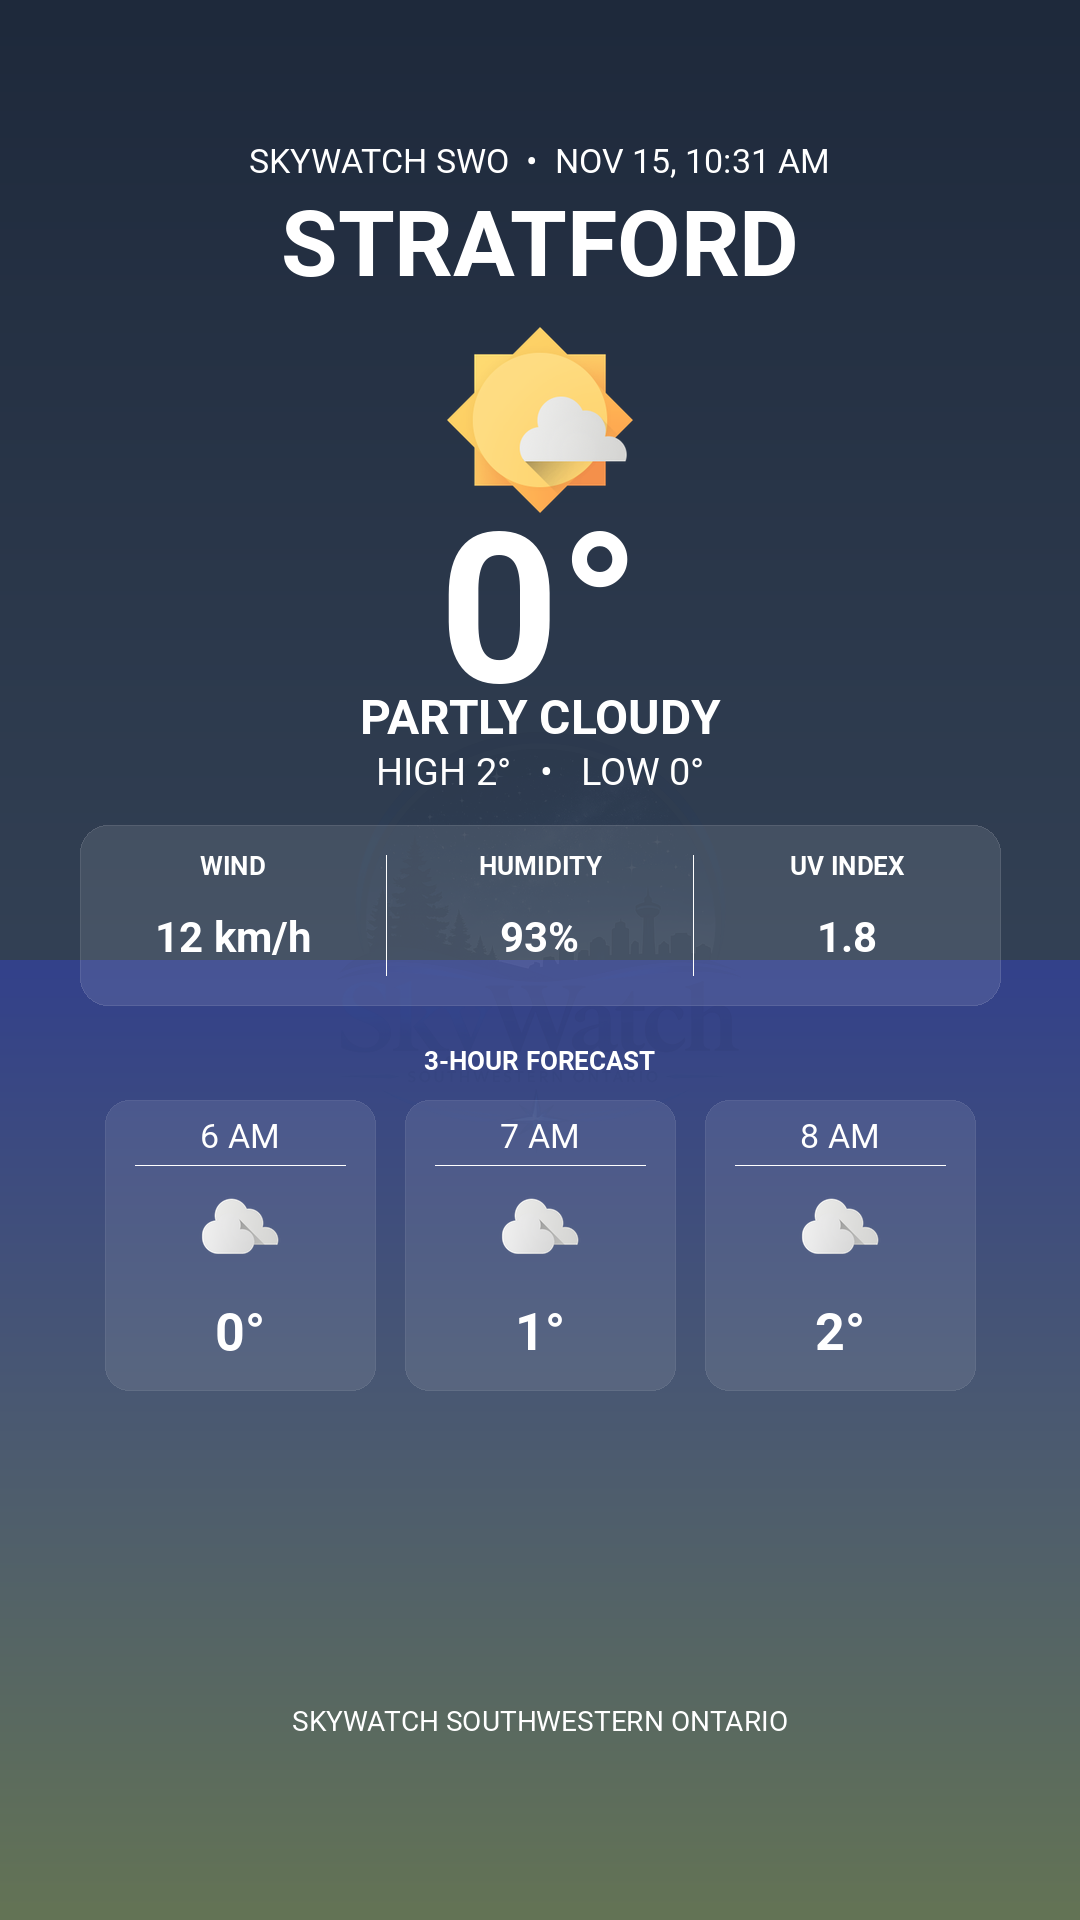 SKYWATCH SWO • NOV 15, 10:31 AM
STRATFORD
0°
PARTLY CLOUDY
HIGH 2° • LOW 0°
WIND HUMIDITY UV INDEX
12 km/h 93% 1.8
SkyWatch
3-HOUR FORECAST
6 AM 7 AM 8 AM
0° 1° 2°
SKYWATCH SOUTHWESTERN ONTARIO